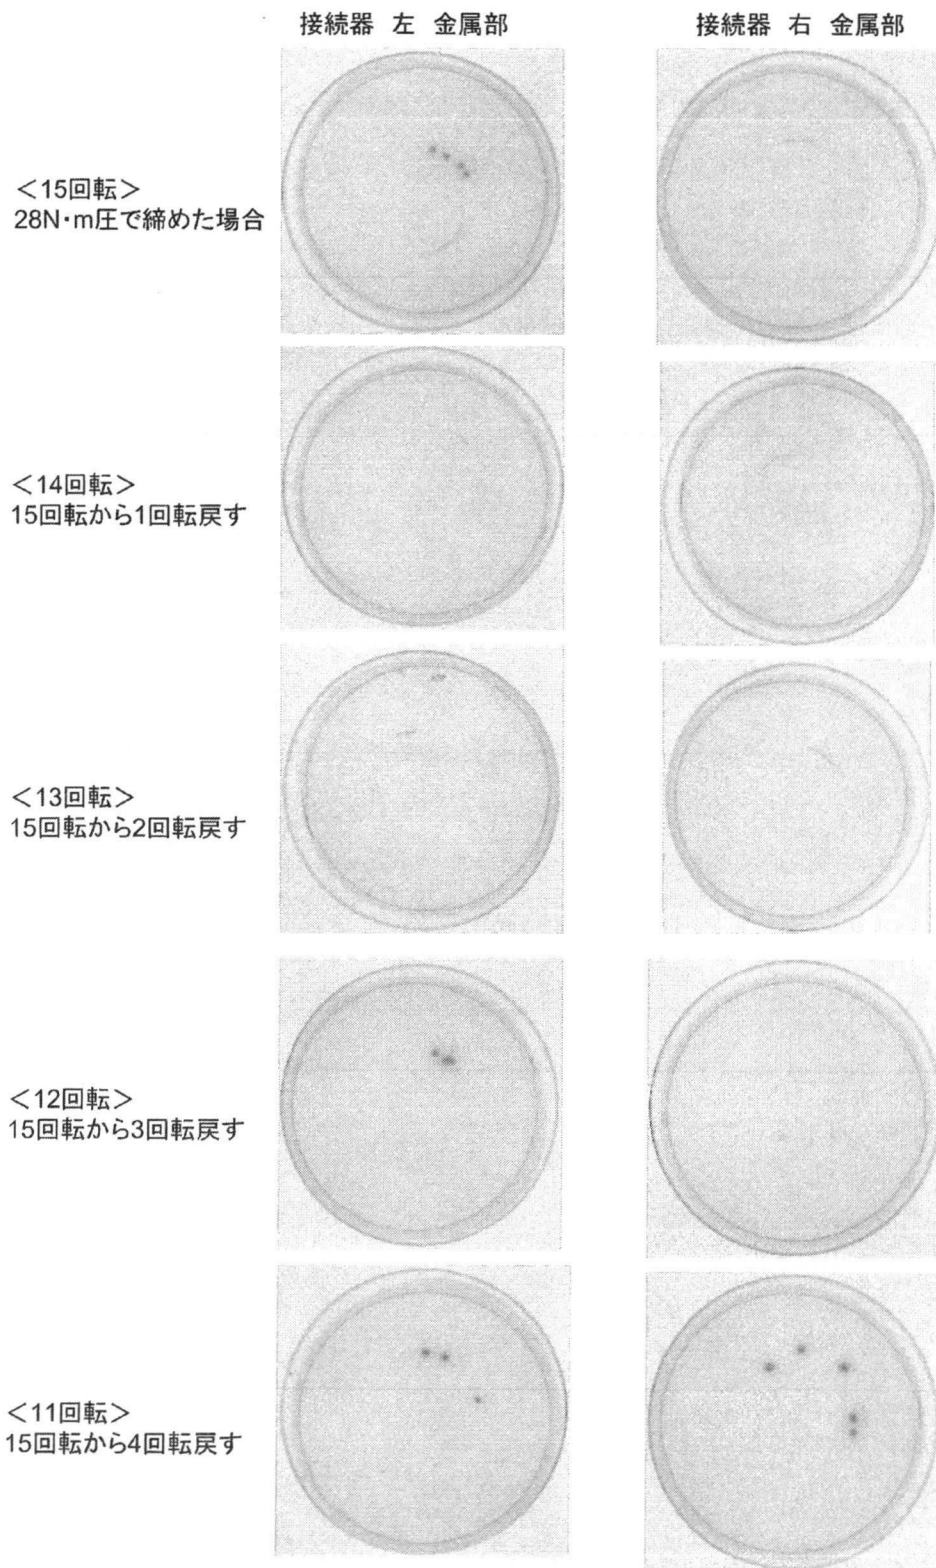 接続器 左 金属部
接続器 右 金属部
<15回転>
28N・m圧で締めた場合
<14回転>
15回転から1回転戻す
<13回転>
15回転から2回転戻す
<12回転>
15回転から3回転戻す
<11回転>
15回転から4回転戻す